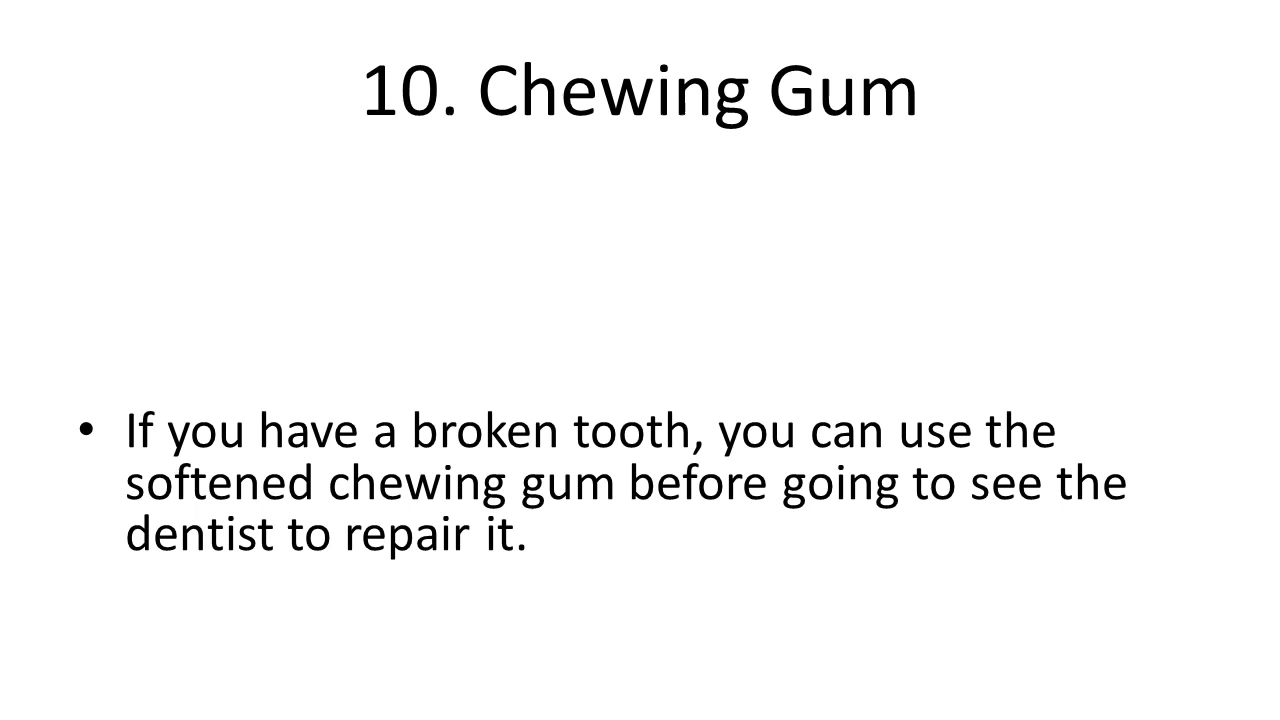 10. Chewing Gum
• If you have a broken tooth, you can use the
softened chewing gum before going to see the
dentist to repair it.